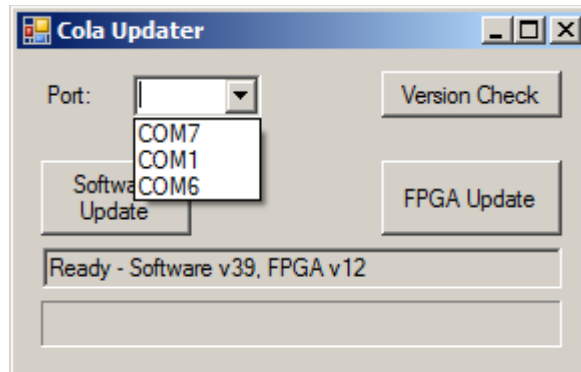 Cola Updater
Port:
Version Check
COM7
COM1
COM6
Softwa
Update
FPGA Update
Ready - Software v39, FPGA v12